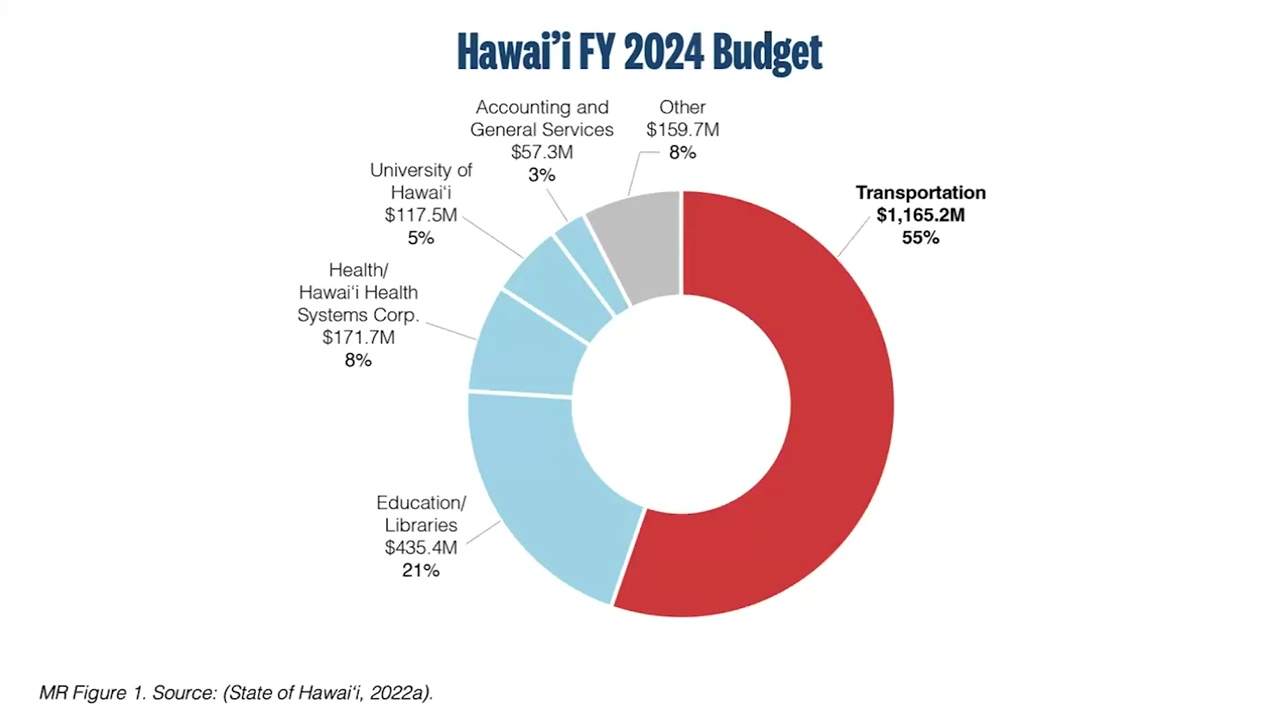 Hawai’i FY 2024 Budget
Accounting and
General Services
$57.3M
3%
Other
$159.7M
8%
University of
Hawai‘i
$117.5M
5%
Transportation
$1,165.2M
55%
Health/
Hawai‘i Health
Systems Corp.
$171.7M
8%
Education/
Libraries
$435.4M
21%
MR Figure 1. Source: (State of Hawai‘i, 2022a).